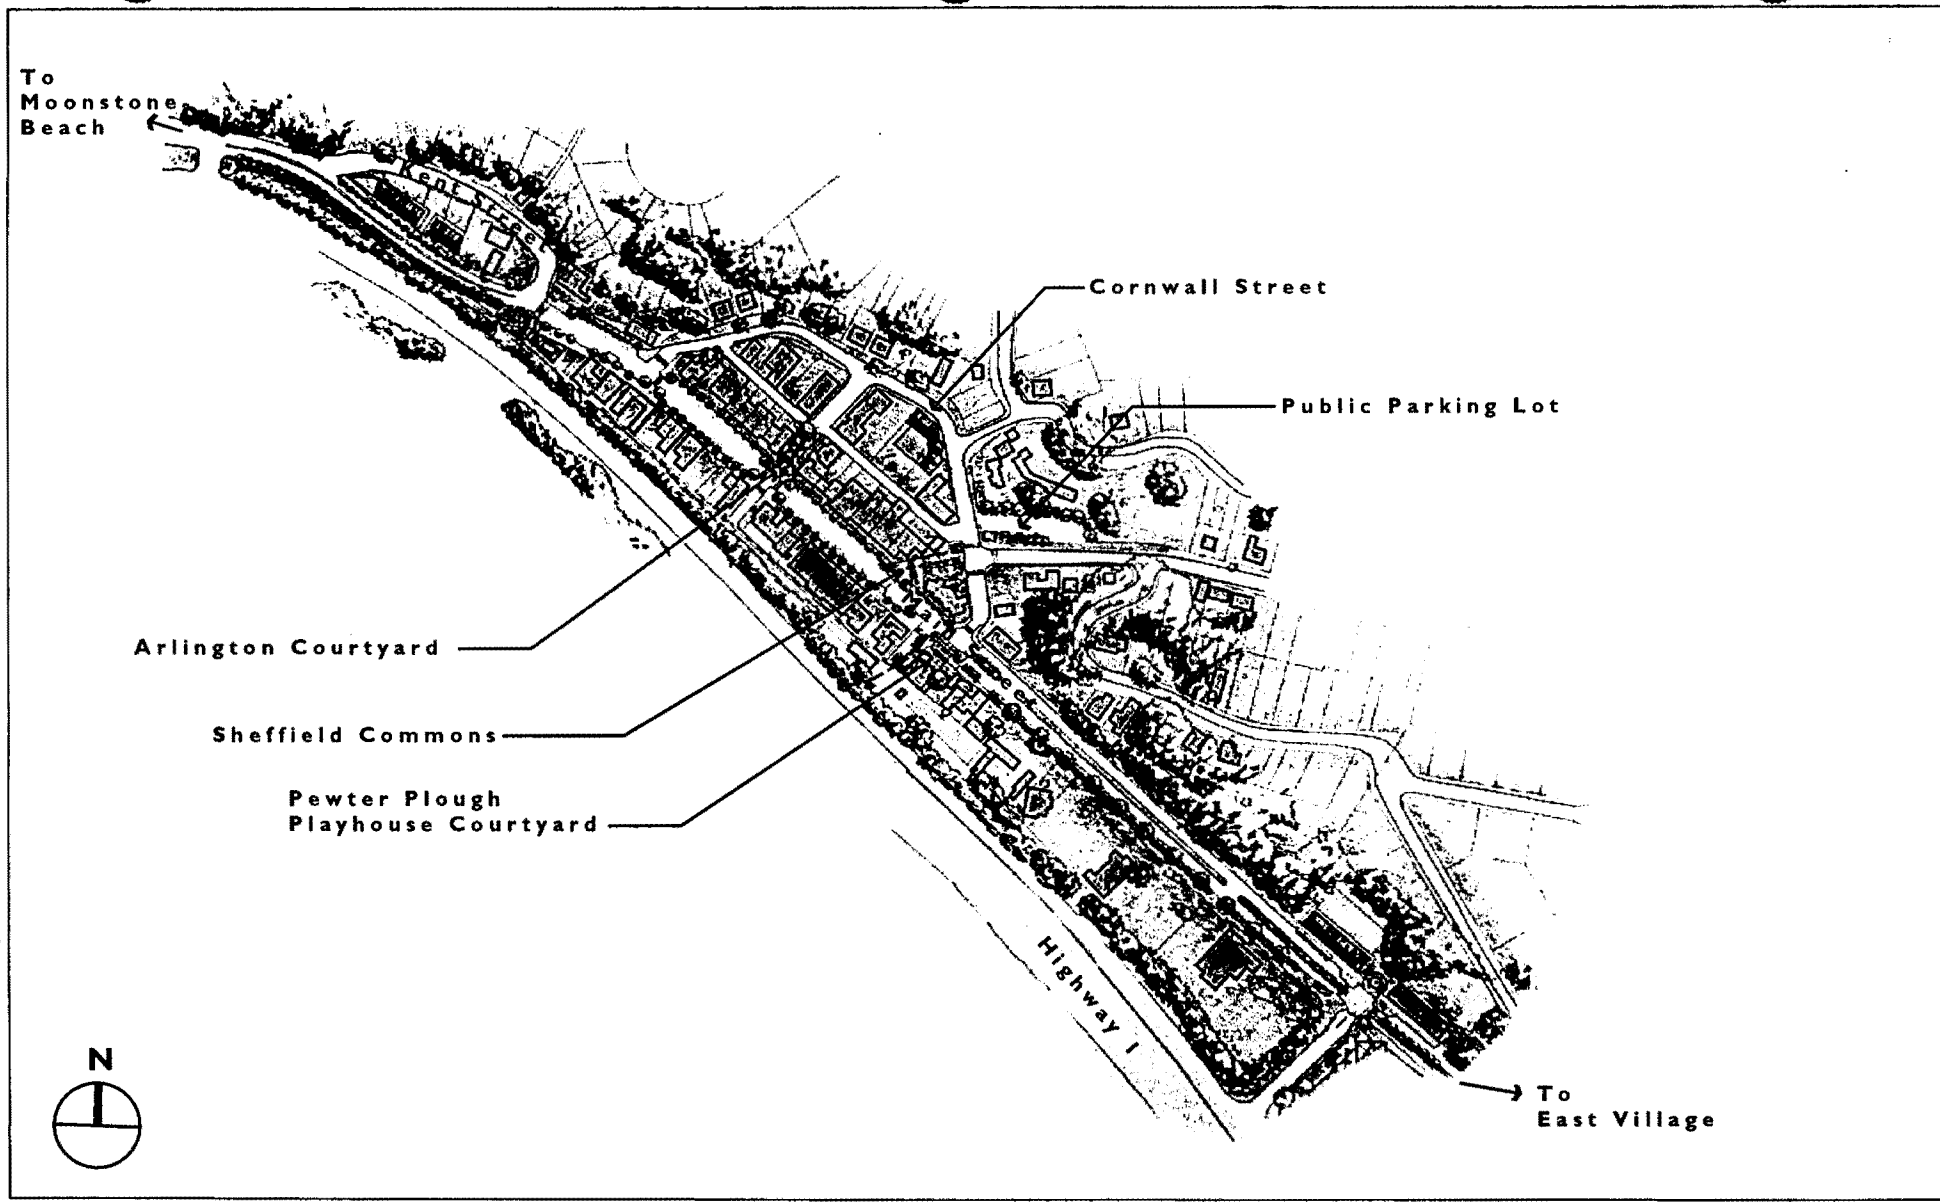 To
Moonstone
Beach
Kent Street
Cornwall Street
Public Parking Lot
Arlington Courtyard
Sheffield Commons
Pewter Plough
Playhouse Courtyard
Highway 1
N
To
East Village